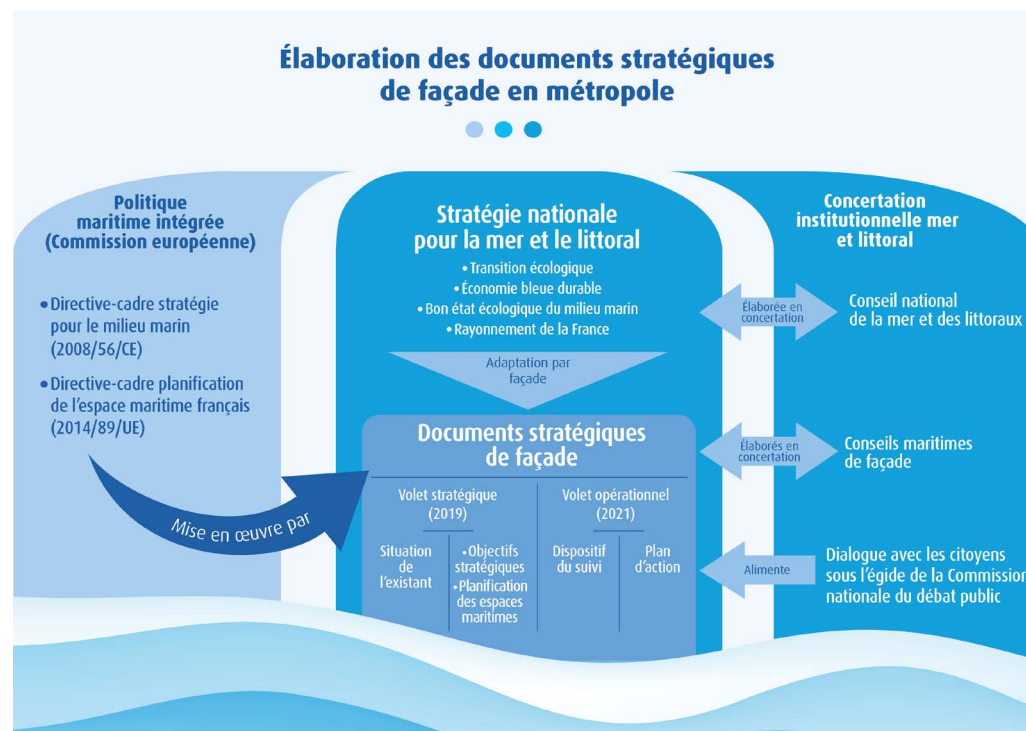 Élaboration des documents stratégiques
de façade en métropole
Politique
maritime intégrée
(Commission européenne)
• Directive-cadre stratégie
pour le milieu marin
(2008/56/CE)
• Directive-cadre planification
de l'espace maritime français
(2014/89/UE)
Mise en œuvre par
Stratégie nationale
pour la mer et le littoral
• Transition écologique
• Économie bleue durable
• Bon état écologique du milieu marin
• Rayonnement de la France
Adaptation par
façade
Documents stratégiques
de façade
Volet stratégique
(2019)
Situation
de
l'existant
• Objectifs
stratégiques
• Planification
des espaces
maritimes
Volet opérationnel
(2021)
Dispositif
du suivi
Plan
d'action
Concertation
institutionnelle mer
et littoral
Élaborée en
concertation
Conseil national
de la mer et des littoraux
Élaborés en
concertation
Conseils maritimes
de façade
Alimente
Dialogue avec les citoyens
sous l'égide de la Commission
nationale du débat public